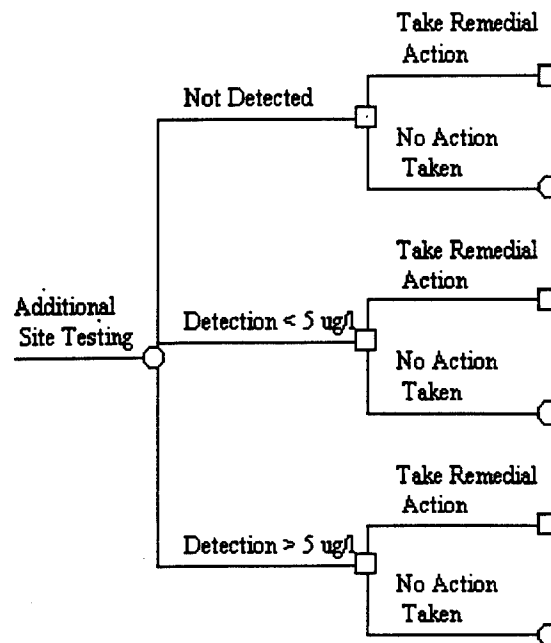 Take Remedial
Action
Not Detected
No Action
Taken
Take Remedial
Action
Additional
Site Testing
Detection < 5 ug/l
No Action
Taken
Take Remedial
Action
Detection > 5 ug/l
No Action
Taken